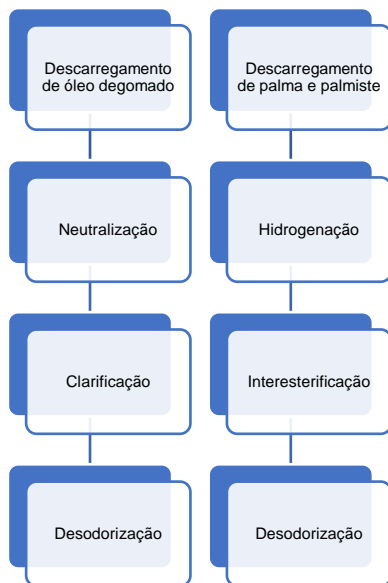 Descarregamento
de óleo degomado
Descarregamento
de palma e palmiste
Neutralização
Hidrogenação
Clarificação
Interesterificação
Desodorização
Desodorização